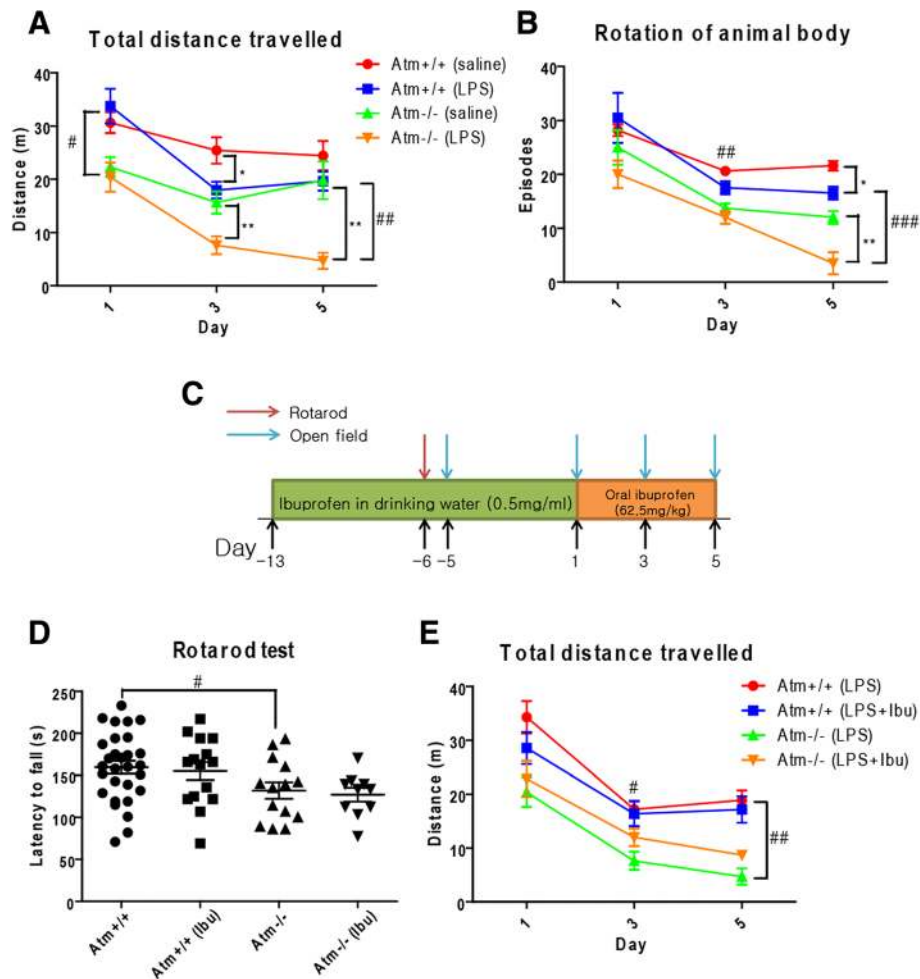 A
Total distance travelled
Atm+/+ (saline)
Atm+/+ (LPS)
Atm-/- (saline)
Atm-/- (LPS)
Distance (m)
40
30
20
10
0
#
*
**
**
##
1
3
5
Day
B
Rotation of animal body
Episodes
40
30
20
10
0
##
*
**
###
1
3
5
Day
C
Rotarod
Open field
Ibuprofen in drinking water (0.5mg/ml)
Oral ibuprofen
(62.5mg/kg)
Day
-13
-6
-5
1
3
5
D
Rotarod test
Latency to fall (s)
250
200
150
100
50
0
#
Atm+/+
Atm+/+ (Ibu)
Atm-/-
Atm-/- (Ibu)
E
Total distance travelled
Atm+/+ (LPS)
Atm+/+ (LPS+Ibu)
Atm-/- (LPS)
Atm-/- (LPS+Ibu)
Distance (m)
40
30
20
10
0
#
##
1
3
5
Day